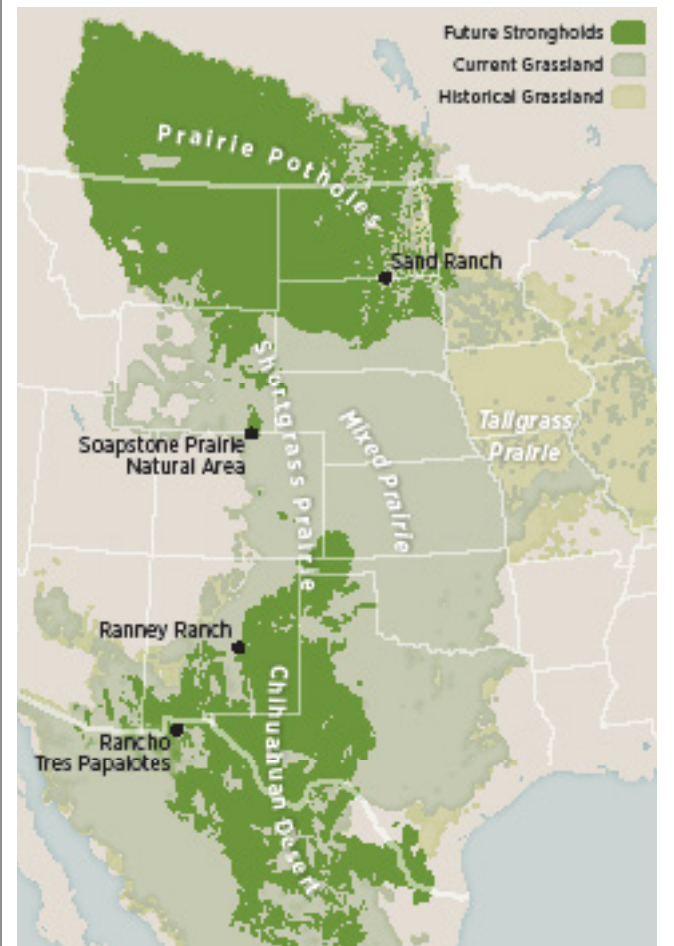 Future Strongholds
Current Grassland
Historical Grassland
Prairie Potholes
Sand Ranch
Shortgrass Prairie
Mixed Prairie
Tallgrass
Prairie
Soapstone Prairie
Natural Area
Ranney Ranch
Chihuahuan Desert
Rancho
Tres Papalotes